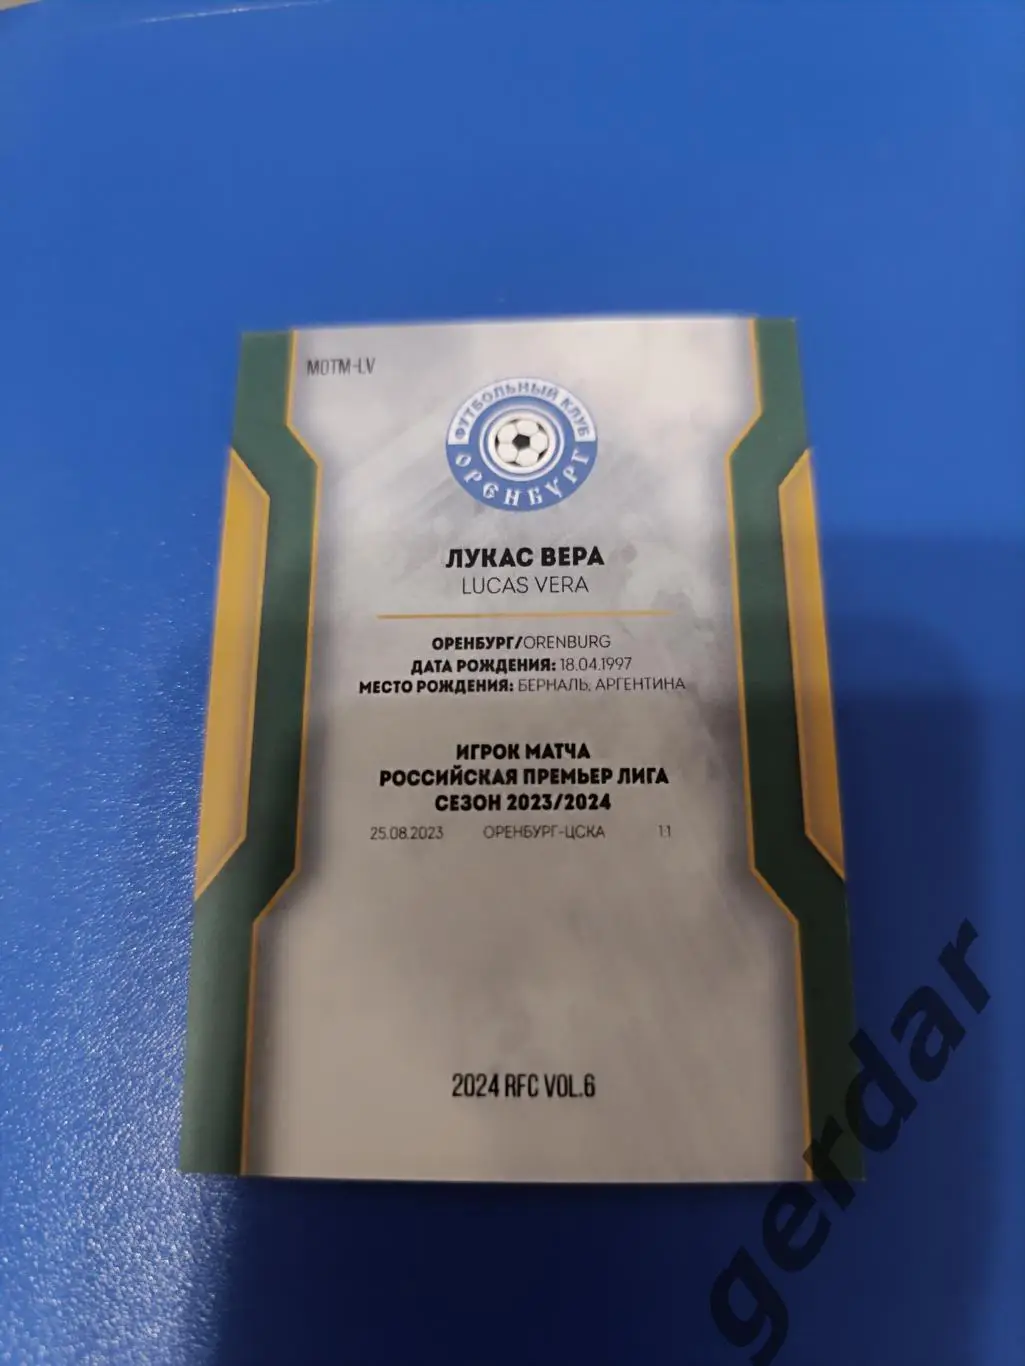 MOTM-LV
ФУТБОЛЬНЫЙ КЛУБ
ОРЕНБУРГ
ЛУКАС ВЕРА
LUCAS VERA
ОРЕНБУРГ/ORENBURG
ДАТА РОЖДЕНИЯ: 18.04.1997
МЕСТО РОЖДЕНИЯ: БЕРНАЛЬ, АРГЕНТИНА
ИГРОК МАТЧА
РОССИЙСКАЯ ПРЕМЬЕР ЛИГА
СЕЗОН 2023/2024
25.08.2023 ОРЕНБУРГ-ЦСКА 1:1
2024 RFC VOL.6
gerdar